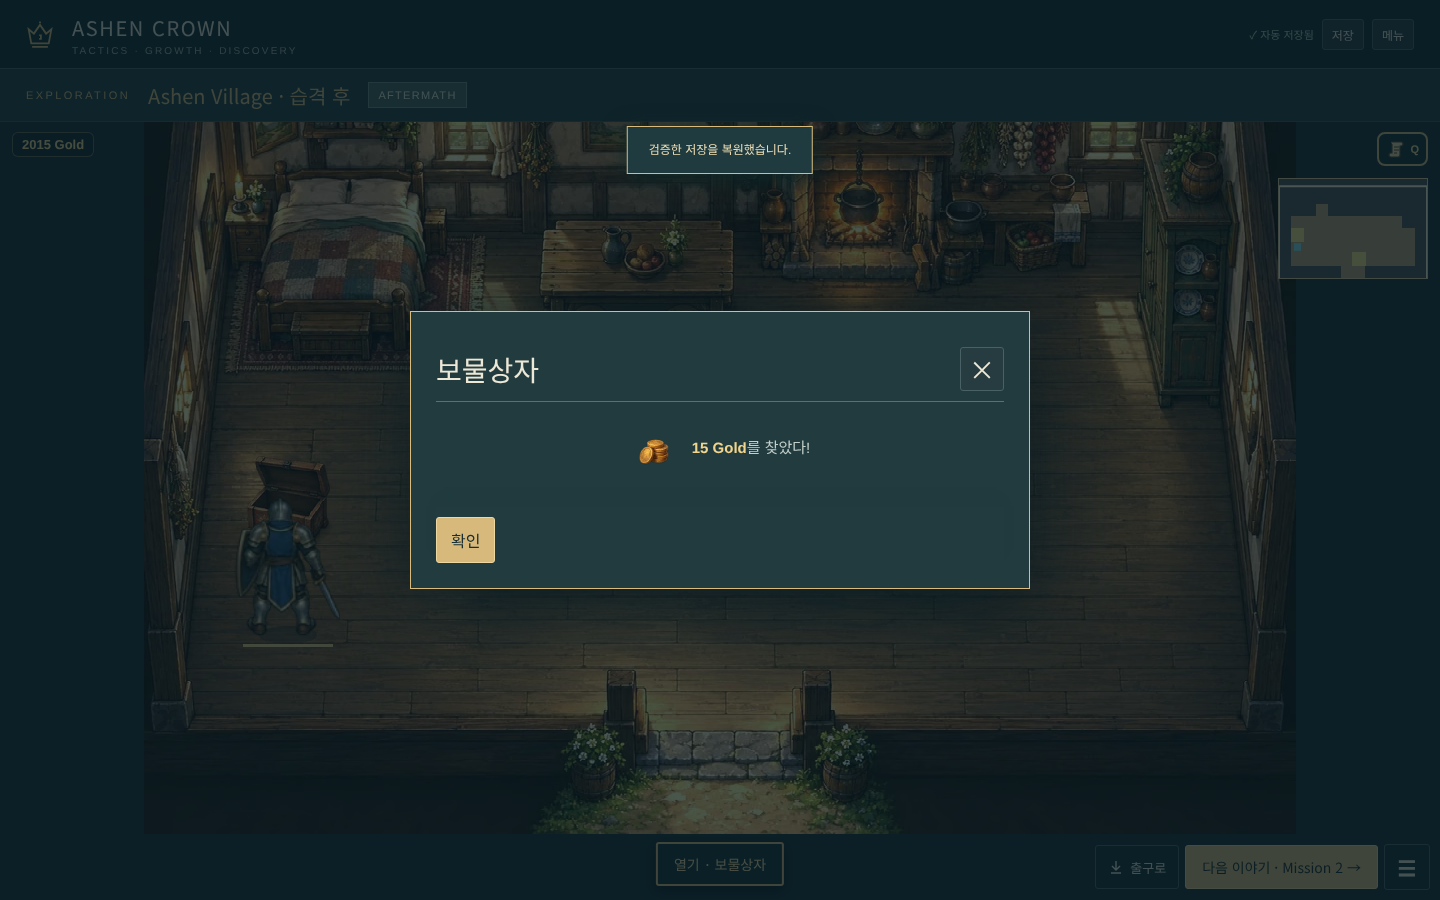 ASHEN CROWN
TACTICS · GROWTH · DISCOVERY
✓ 자동 저장됨
저장
메뉴
EXPLORATION
Ashen Village · 습격 후
AFTERMATH
2015 Gold
검증한 저장을 복원했습니다.
Q
보물상자
15 Gold를 찾았다!
확인
열기 · 보물상자
출구로
다음 이야기 · Mission 2 →